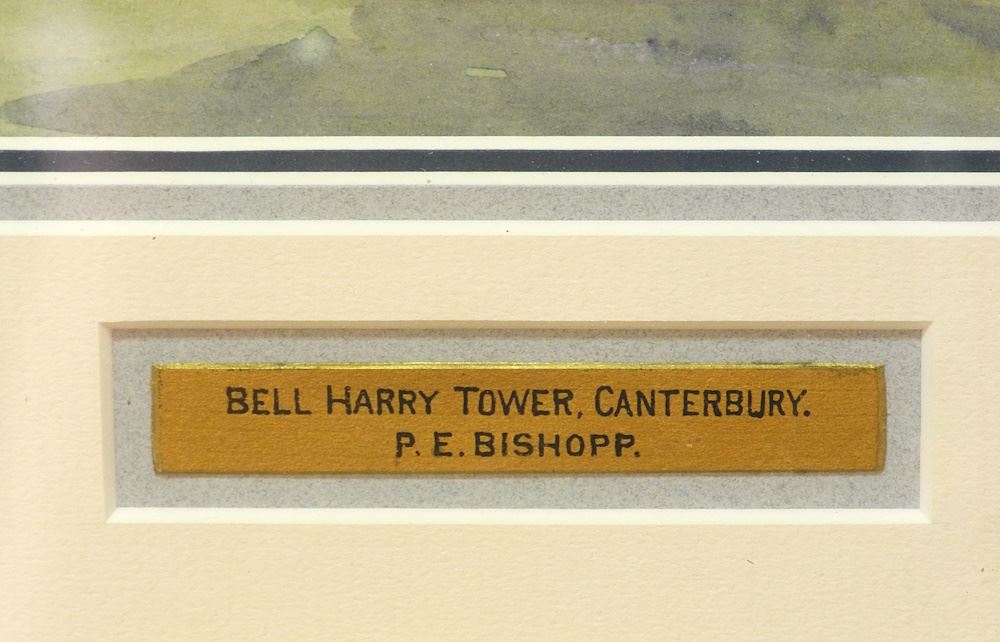 BELL HARRY TOWER, CANTERBURY.
P. E. BISHOPP.